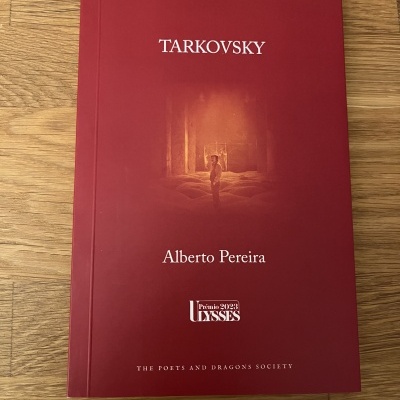 TARKOVSKY
Alberto Pereira
Prémio 2023
ULYSSES
THE POETS AND DRAGONS SOCIETY